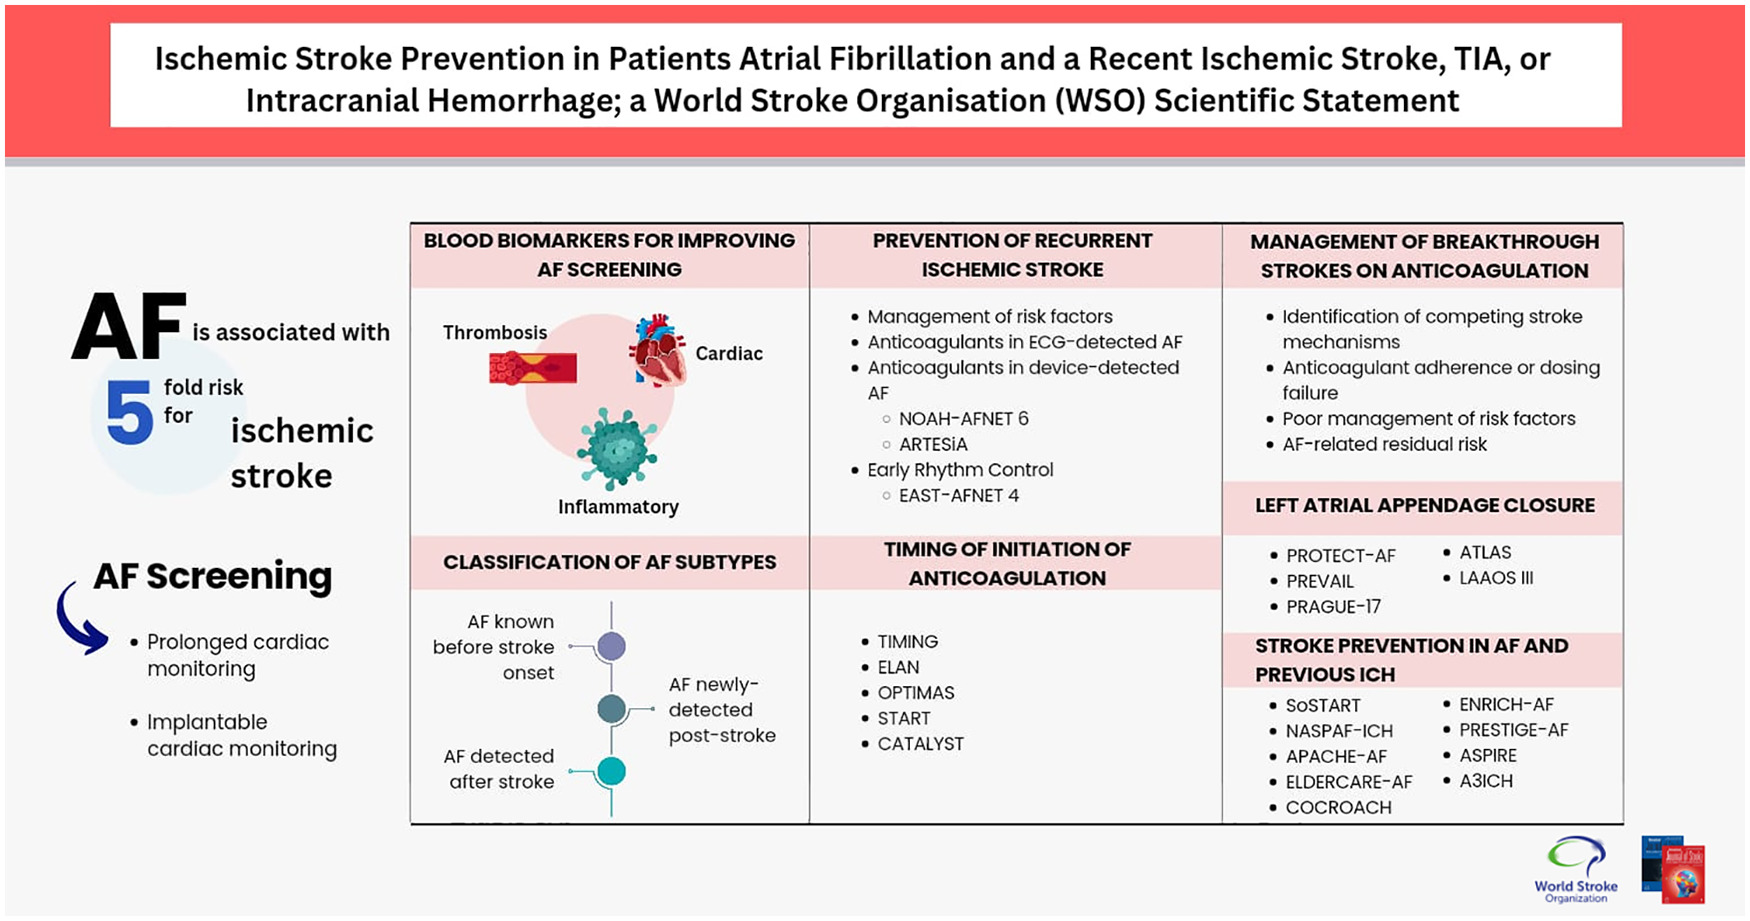 Ischemic Stroke Prevention in Patients Atrial Fibrillation and a Recent Ischemic Stroke, TIA, or
Intracranial Hemorrhage; a World Stroke Organisation (WSO) Scientific Statement
AF is associated with
5 fold risk
for
ischemic
stroke
AF Screening
• Prolonged cardiac
monitoring
• Implantable
cardiac monitoring
BLOOD BIOMARKERS FOR IMPROVING
AF SCREENING
Thrombosis
Cardiac
Inflammatory
CLASSIFICATION OF AF SUBTYPES
AF known
before stroke
onset
AF newly-
detected
post-stroke
AF detected
after stroke
PREVENTION OF RECURRENT
ISCHEMIC STROKE
• Management of risk factors
• Anticoagulants in ECG-detected AF
• Anticoagulants in device-detected
AF
○ NOAH-AFNET 6
○ ARTESiA
• Early Rhythm Control
○ EAST-AFNET 4
TIMING OF INITIATION OF
ANTICOAGULATION
• TIMING
• ELAN
• OPTIMAS
• START
• CATALYST
MANAGEMENT OF BREAKTHROUGH
STROKES ON ANTICOAGULATION
• Identification of competing stroke
mechanisms
• Anticoagulant adherence or dosing
failure
• Poor management of risk factors
• AF-related residual risk
LEFT ATRIAL APPENDAGE CLOSURE
• PROTECT-AF
• PREVAIL
• PRAGUE-17
• ATLAS
• LAAOS III
STROKE PREVENTION IN AF AND
PREVIOUS ICH
• SoSTART
• NASPAF-ICH
• APACHE-AF
• ELDERCARE-AF
• COCROACH
• ENRICH-AF
• PRESTIGE-AF
• ASPIRE
• A3ICH
World Stroke
Organization